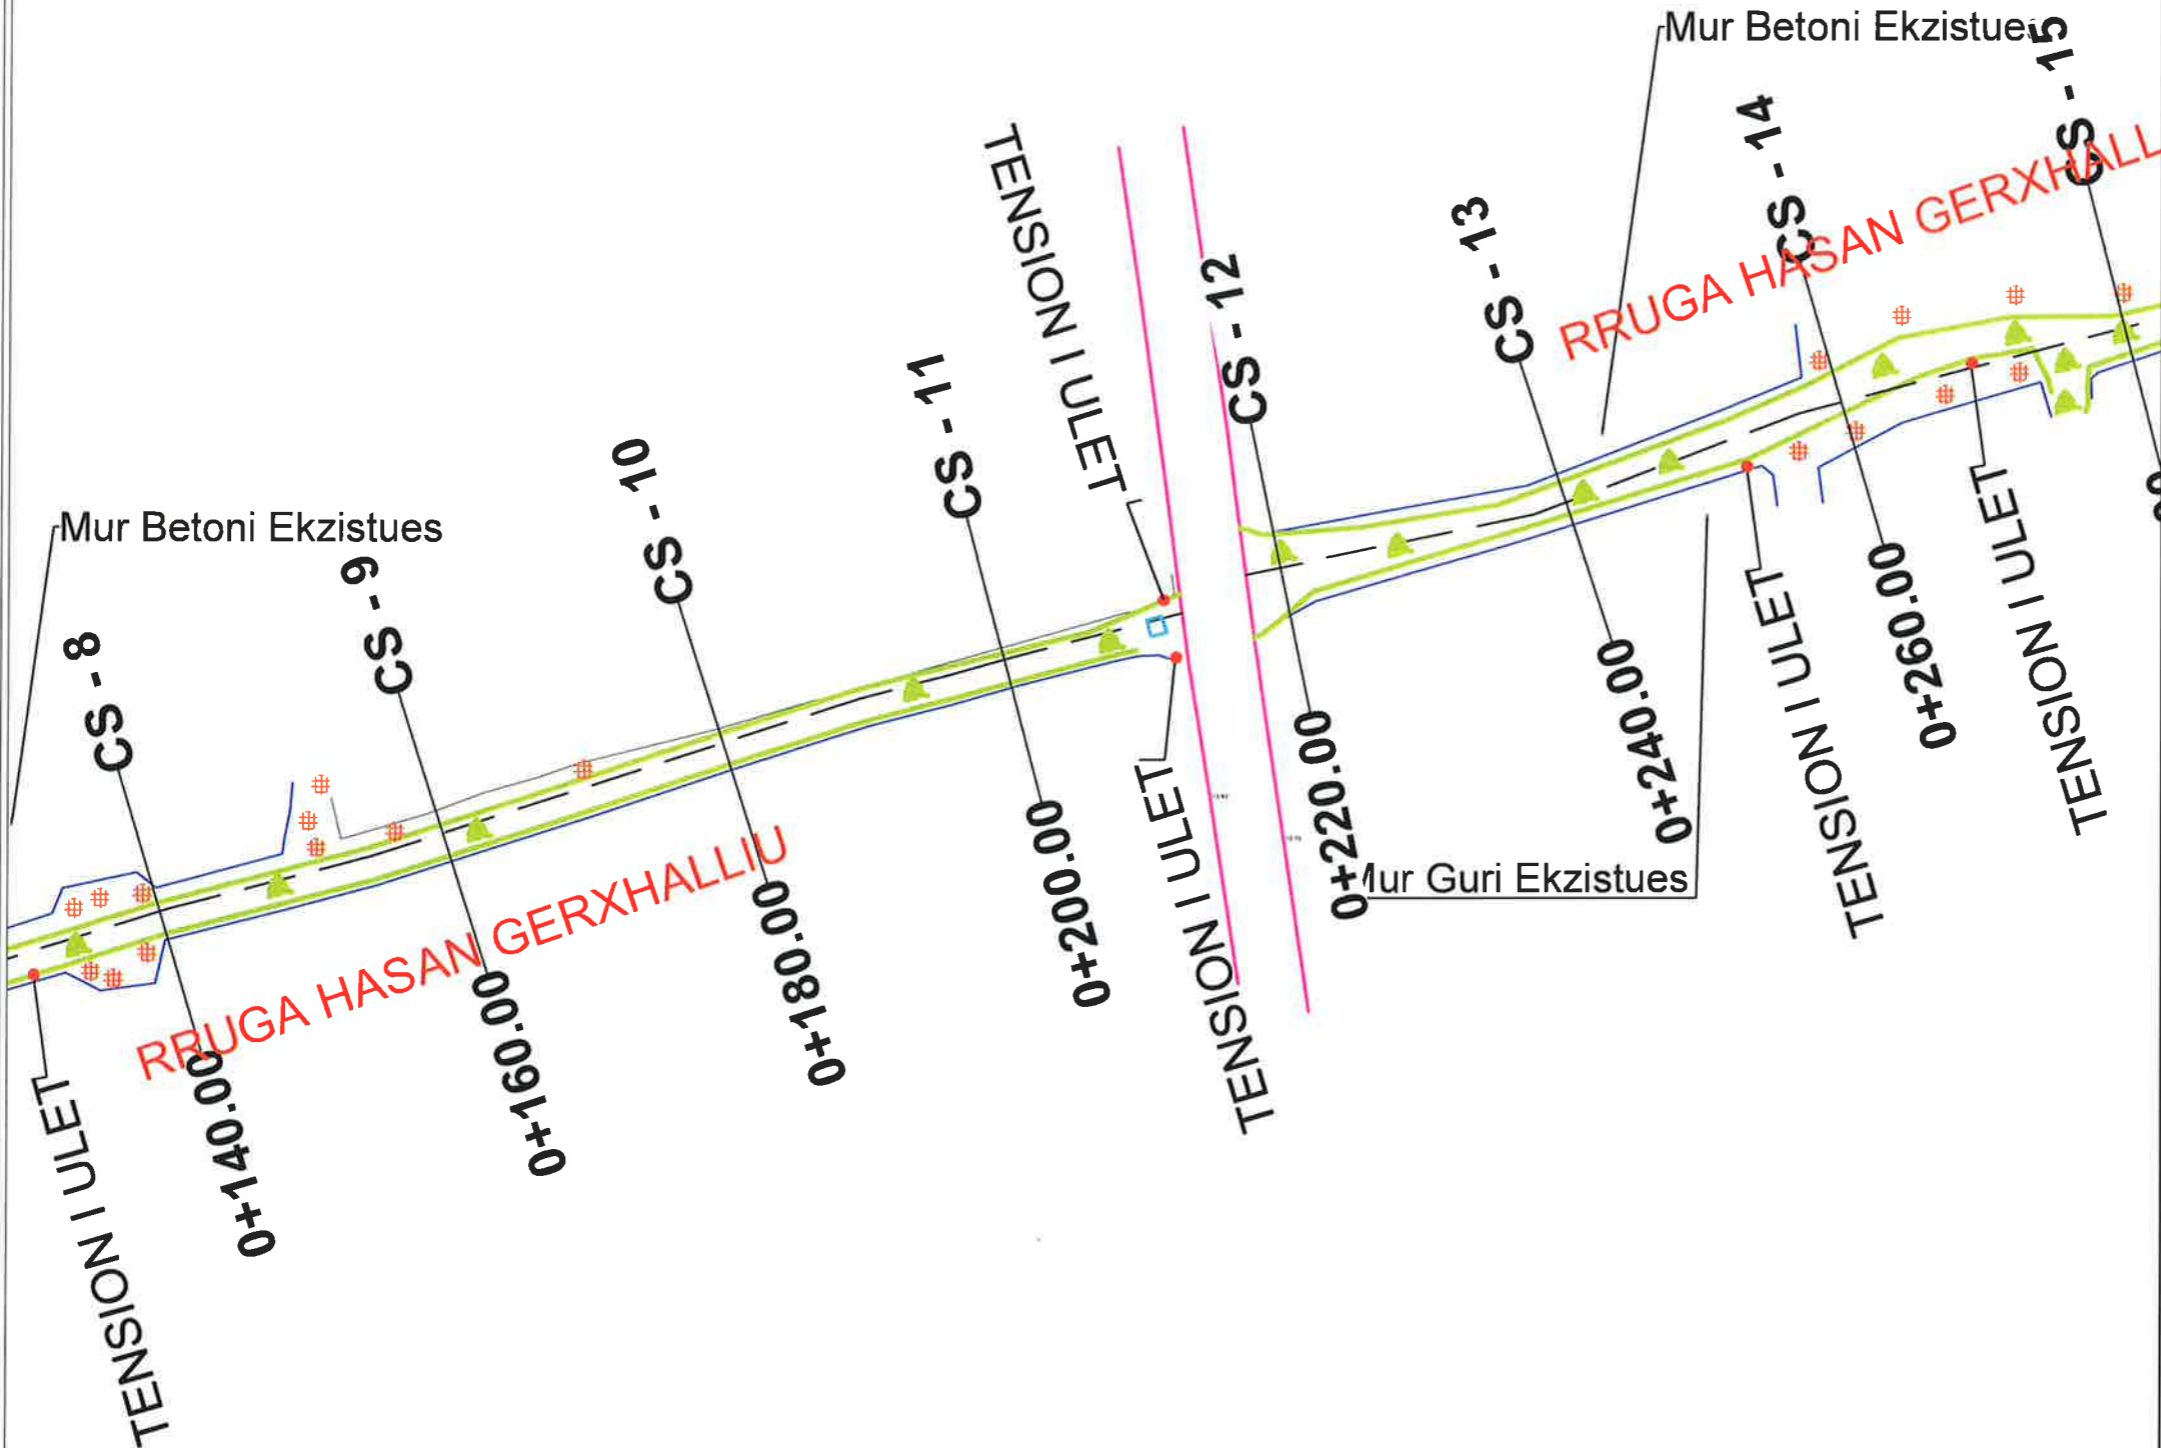 Mur Betoni Ekzistues
CS - 15
CS - 14
RRUGA HASAN GERXHALL
TENSION I ULET
CS - 13
CS - 12
CS - 11
CS - 10
Mur Betoni Ekzistues
CS - 9
CS - 8
TENSION I ULET
0+260.00
TENSION I ULET
0+240.00
0+220.00
Mur Guri Ekzistues
TENSION I ULET
0+200.00
RRUGA HASAN GERXHALLIU
0+180.00
0+160.00
0+140.00
TENSION I ULET